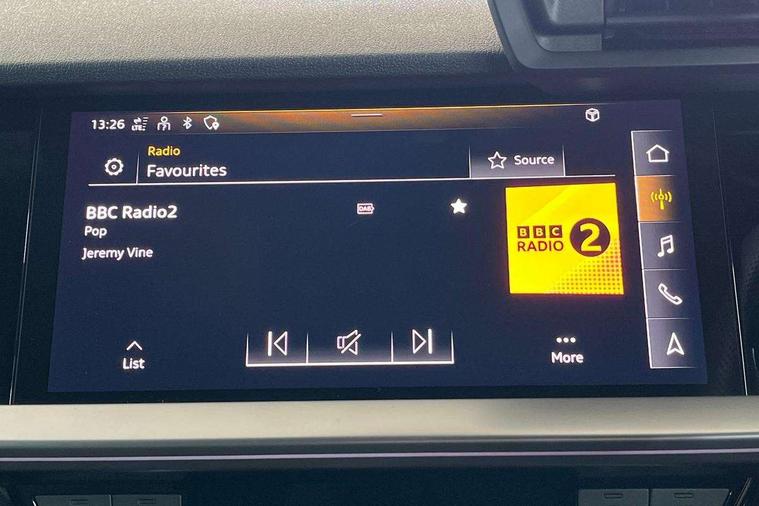 13:26
Radio
Favourites
Source
BBC Radio2
DAB
Pop
Jeremy Vine
BBC
RADIO 2
List
More